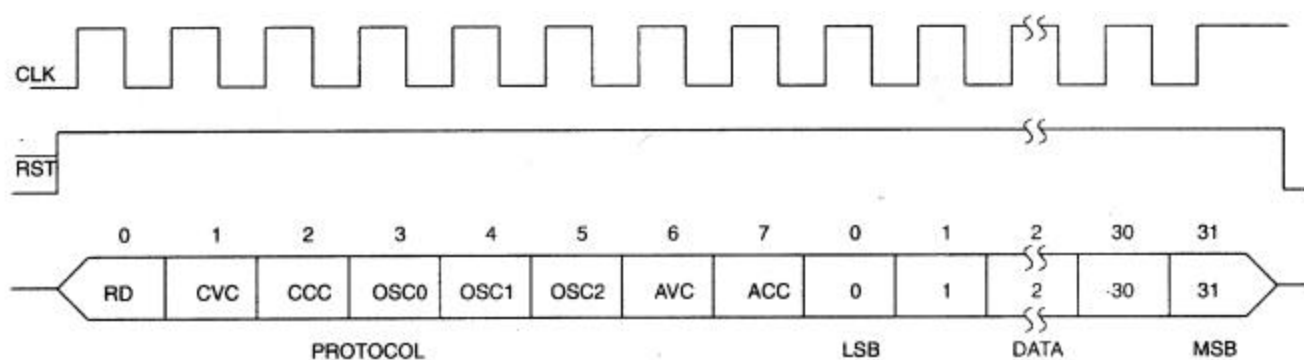 CLK
RST
0 1 2 3 4 5 6 7 0 1 2 30 31
RD CVC CCC OSC0 OSC1 OSC2 AVC ACC 0 1 2 30 31
PROTOCOL LSB DATA MSB